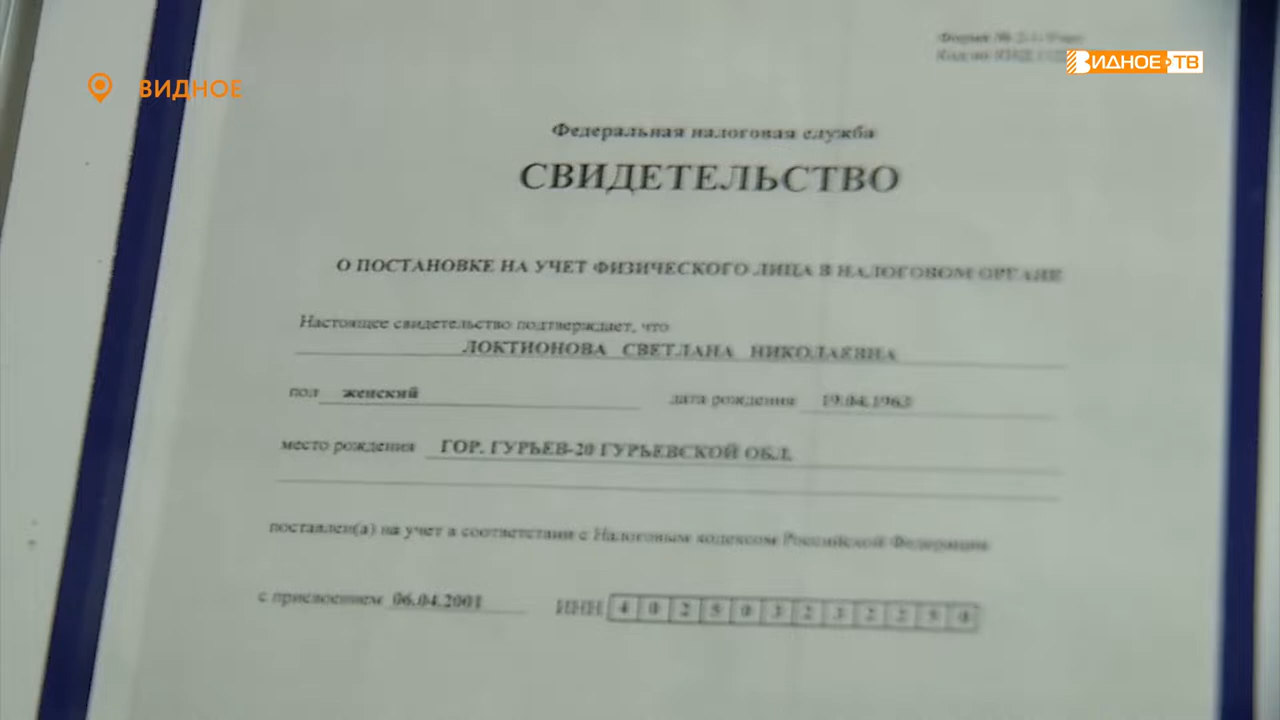 Форма №
ВИДНОЕ ТВ
ВИДНОЕ
Федеральная налоговая служба
СВИДЕТЕЛЬСТВО
О ПОСТАНОВКЕ НА УЧЕТ ФИЗИЧЕСКОГО ЛИЦА В НАЛОГОВОМ ОРГАНЕ
Настоящее свидетельство подтверждает, что
ЛОКТИОНОВА СВЕТЛАНА НИКОЛАЕВНА
пол женский дата рождения 19.04.1963
место рождения ГОР. ГУРЬЕВ-20 ГУРЬЕВСКОЙ ОБЛ.
поставлен(а) на учет в соответствии с Налоговым кодексом Российской Федерации
с присвоением 06.04.2001 ИНН